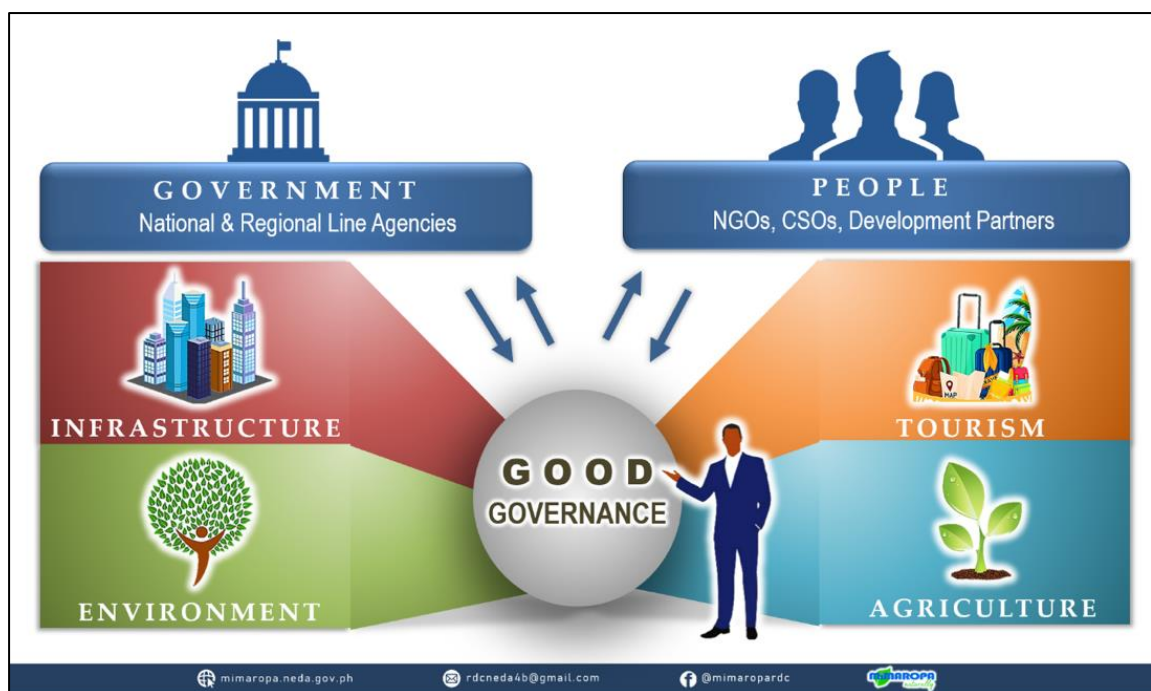 GOVERNMENT
National & Regional Line Agencies
PEOPLE
NGOs, CSOs, Development Partners
INFRASTRUCTURE
TOURISM
MAP
GOOD
GOVERNANCE
ENVIRONMENT
AGRICULTURE
mimaropa.neda.gov.ph
rdcneda4b@gmail.com
@mimaropardc
MIMAROPA
naturally